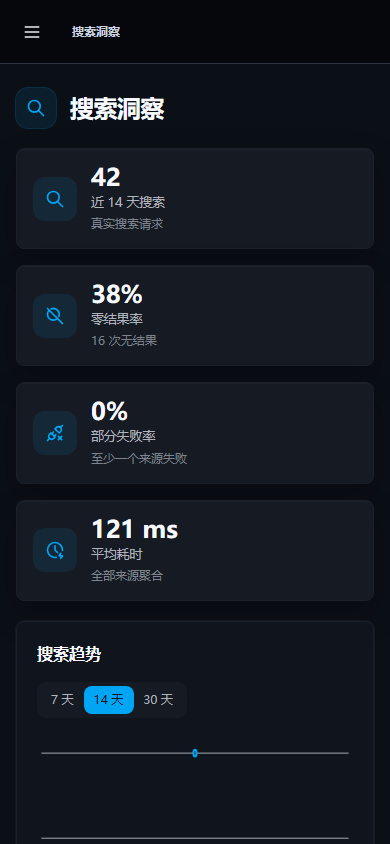 搜索洞察
搜索洞察
42
近 14 天搜索
真实搜索请求
38%
零结果率
16 次无结果
0%
部分失败率
至少一个来源失败
121 ms
平均耗时
全部来源聚合
搜索趋势
7 天 14 天 30 天